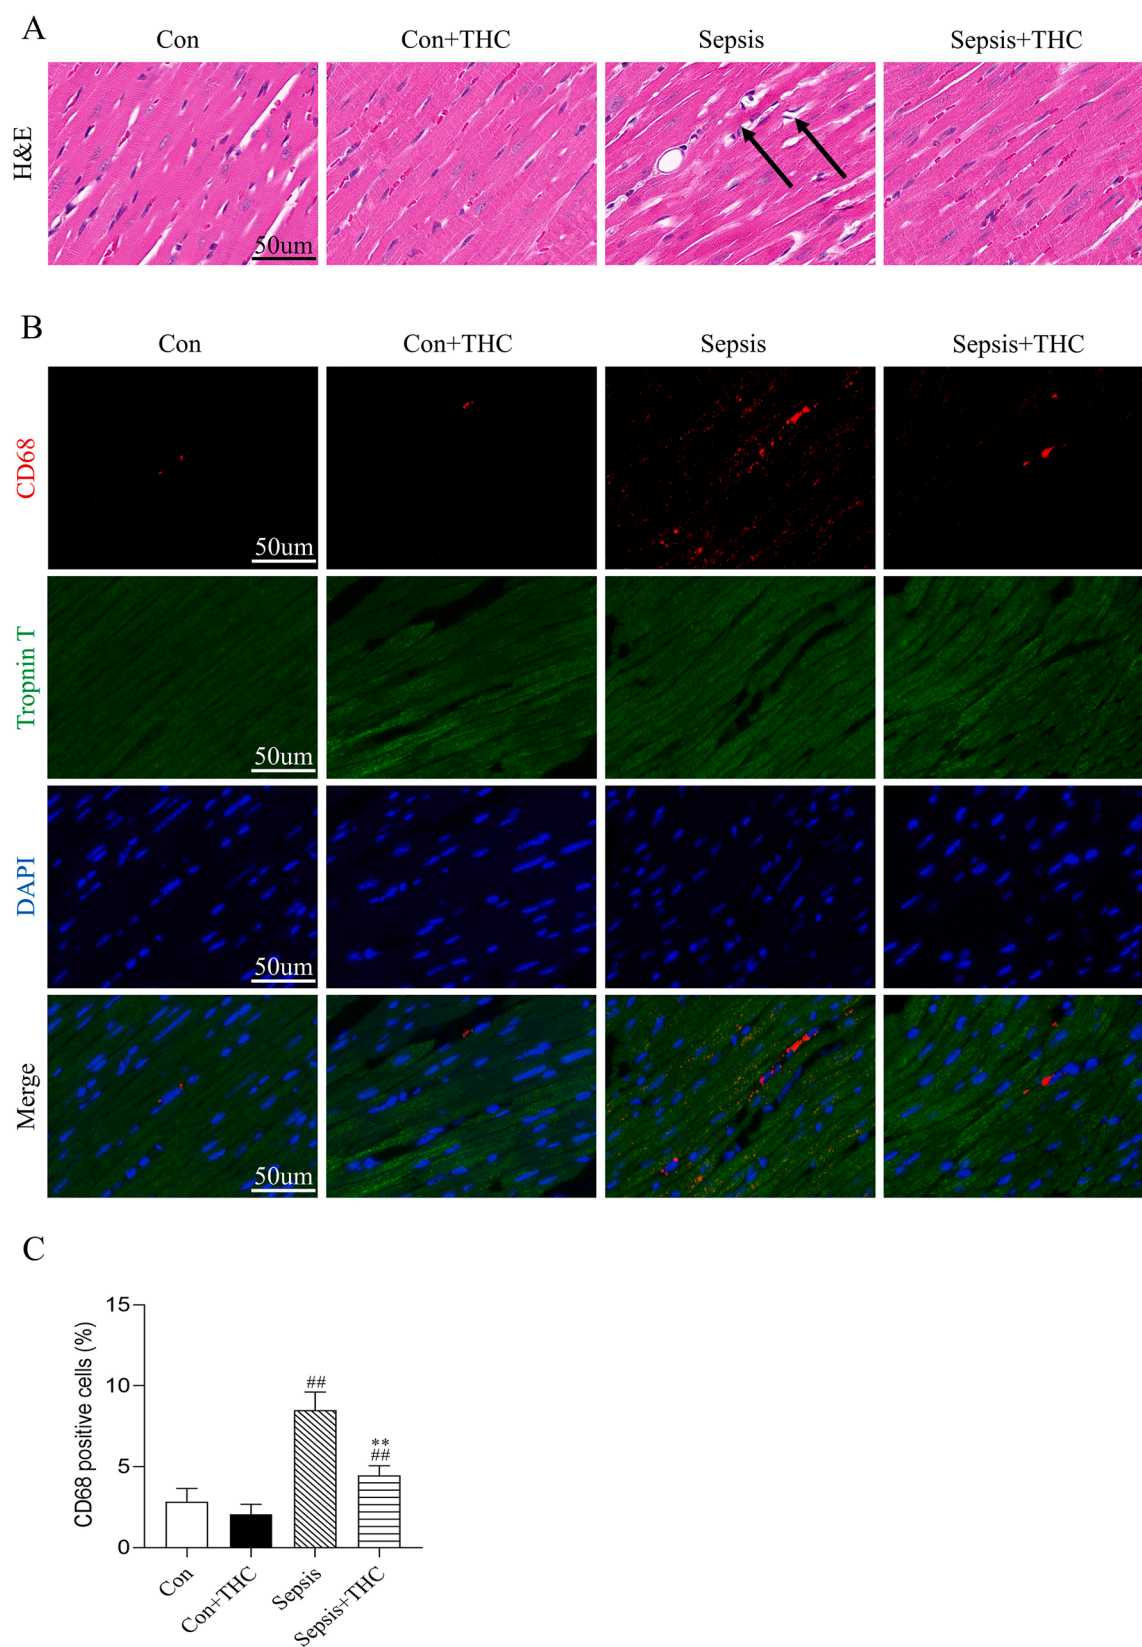 A
Con
Con+THC
Sepsis
Sepsis+THC
H&E
50um
B
Con
Con+THC
Sepsis
Sepsis+THC
CD68
50um
Tropnin T
50um
DAPI
50um
Merge
50um
C
CD68 positive cells (%)
15
10
5
0
##
**
##
Con
Con+THC
Sepsis
Sepsis+THC